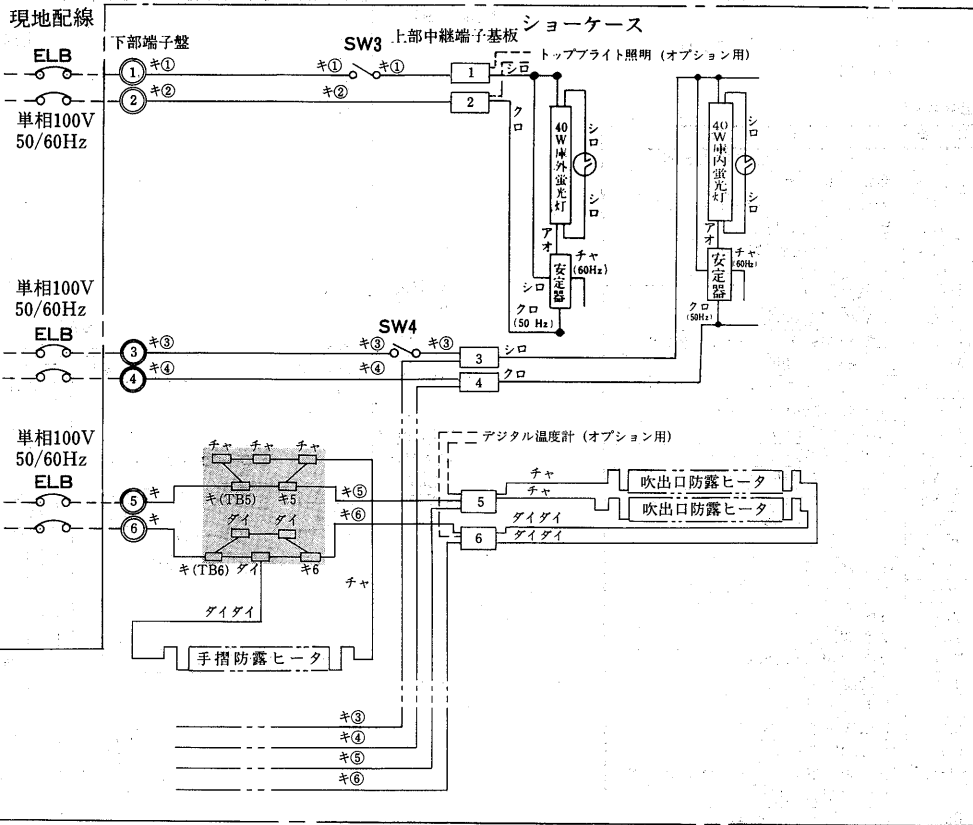 現地配線
ショーケース
下部端子盤
上部中継端子基板
SW3
ELB
トップブライト照明 (オプション用)
① キ① キ① キ① 1 シロ
② キ② キ② 2
単相100V
50/60Hz
クロ
40W庫外蛍光灯
シロ
シロ
アオ
安定器
チャ
(60Hz)
シロ
クロ
(50 Hz)
40W庫内蛍光灯
シロ
シロ
アオ
安定器
チャ
(60Hz)
クロ
(50Hz)
単相100V
50/60Hz
ELB
SW4
③ キ③ キ③ キ③ 3 シロ
④ キ④ キ④ 4 クロ
単相100V
50/60Hz
ELB
デジタル温度計 (オプション用)
チャ チャ チャ
⑤ キ キ(TB5) キ5 キ⑤ 5
チャ 吹出口防露ヒータ
チャ 吹出口防露ヒータ
ダイ ダイ
⑥ キ キ⑥ 6
ダイダイ
ダイダイ
キ(TB6) ダイ キ6
チャ
ダイダイ
手摺防露ヒータ
キ③
キ④
キ⑤
キ⑥